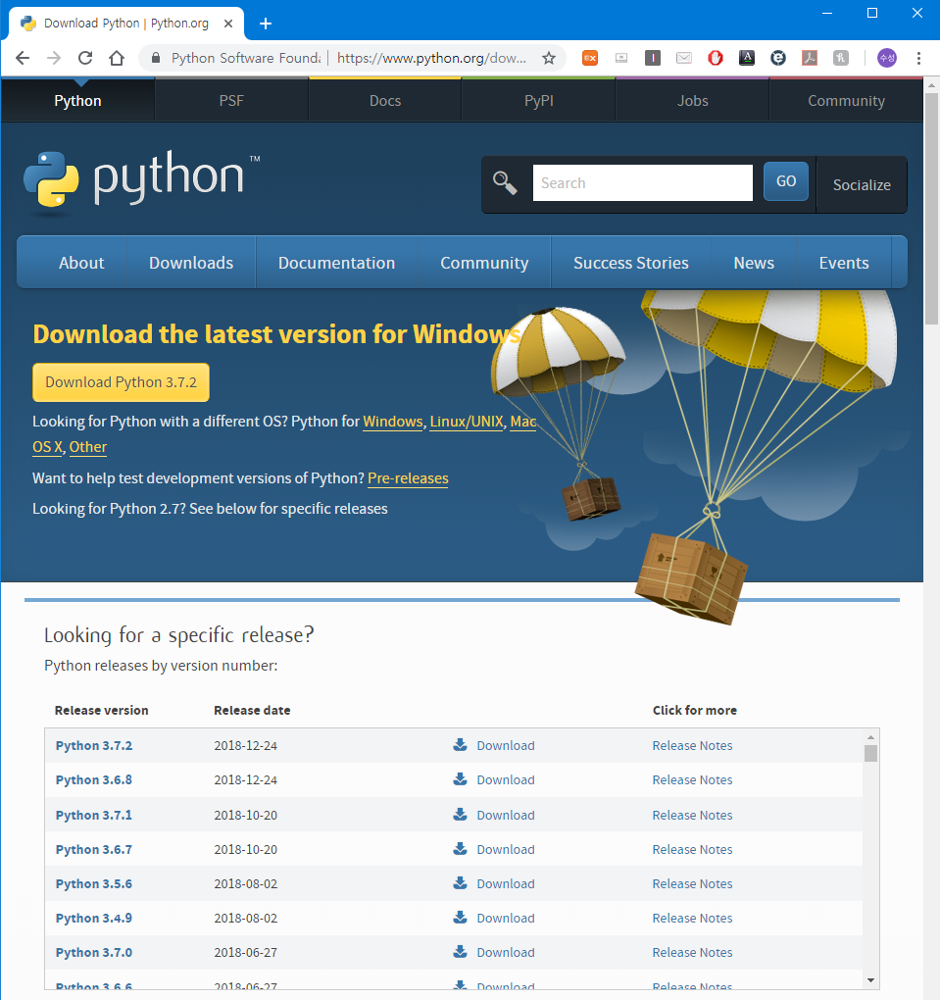 Download Python | Python.org
Python Software Founda
https://www.python.org/dow...
수성
Python PSF Docs PyPI Jobs Community
python™
Search GO Socialize
About Downloads Documentation Community Success Stories News Events
Download the latest version for Windows
Download Python 3.7.2
Looking for Python with a different OS? Python for Windows, Linux/UNIX, Mac
OS X, Other
Want to help test development versions of Python? Pre-releases
Looking for Python 2.7? See below for specific releases
Looking for a specific release?
Python releases by version number:
Release version Release date Click for more
Python 3.7.2 2018-12-24 Download Release Notes
Python 3.6.8 2018-12-24 Download Release Notes
Python 3.7.1 2018-10-20 Download Release Notes
Python 3.6.7 2018-10-20 Download Release Notes
Python 3.5.6 2018-08-02 Download Release Notes
Python 3.4.9 2018-08-02 Download Release Notes
Python 3.7.0 2018-06-27 Download Release Notes
Python 3.6.6 2018-06-27 Download Release Notes